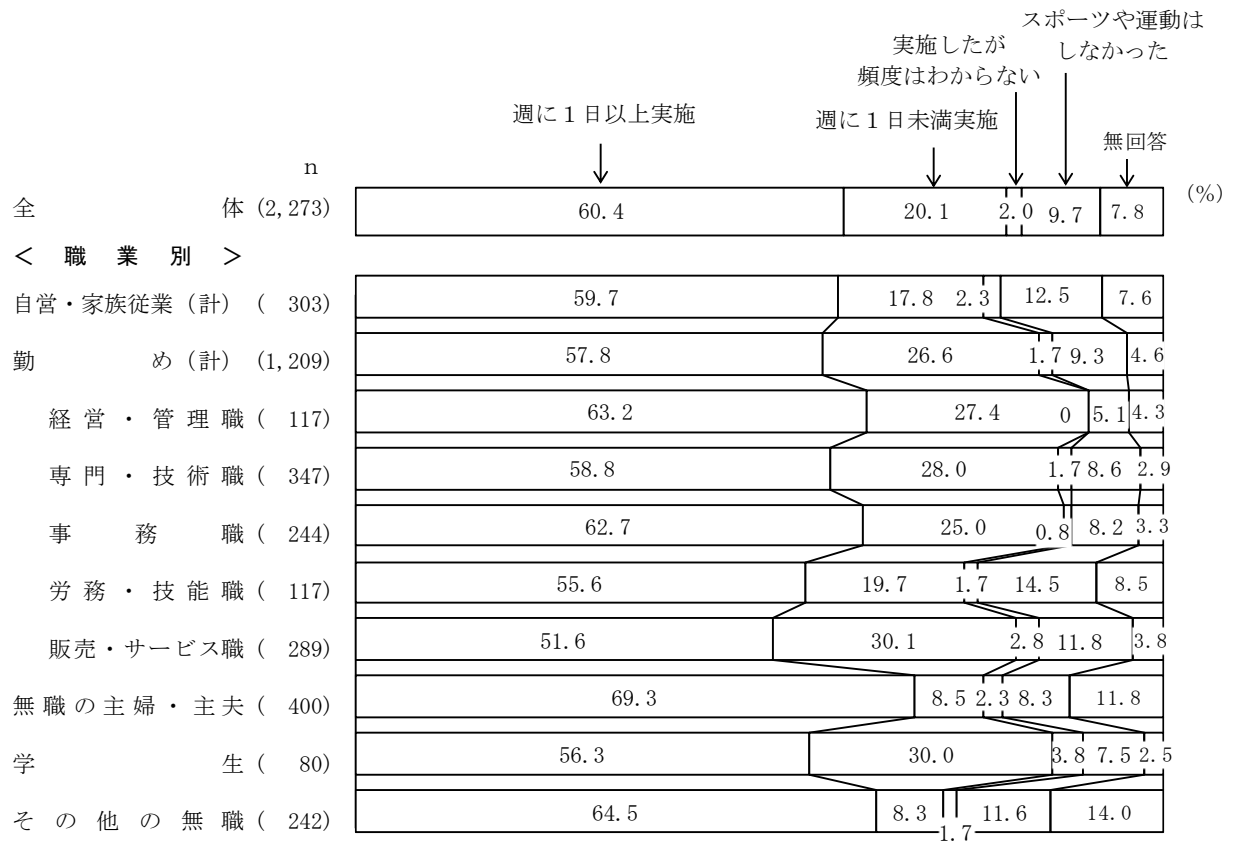 スポーツや運動は
しなかった
実施したが
頻度はわからない
週に1日以上実施
週に1日未満実施
無回答
n
(%)
全体 (2,273) 60.4 20.1 2.0 9.7 7.8
＜職業別＞
自営・家族従業（計） ( 303) 59.7 17.8 2.3 12.5 7.6
勤め（計） (1,209) 57.8 26.6 1.7 9.3 4.6
経営・管理職 ( 117) 63.2 27.4 0 5.1 4.3
専門・技術職 ( 347) 58.8 28.0 1.7 8.6 2.9
事務職 ( 244) 62.7 25.0 0.8 8.2 3.3
労務・技能職 ( 117) 55.6 19.7 1.7 14.5 8.5
販売・サービス職 ( 289) 51.6 30.1 2.8 11.8 3.8
無職の主婦・主夫 ( 400) 69.3 8.5 2.3 8.3 11.8
学生 ( 80) 56.3 30.0 3.8 7.5 2.5
その他の無職 ( 242) 64.5 8.3 1.7 11.6 14.0